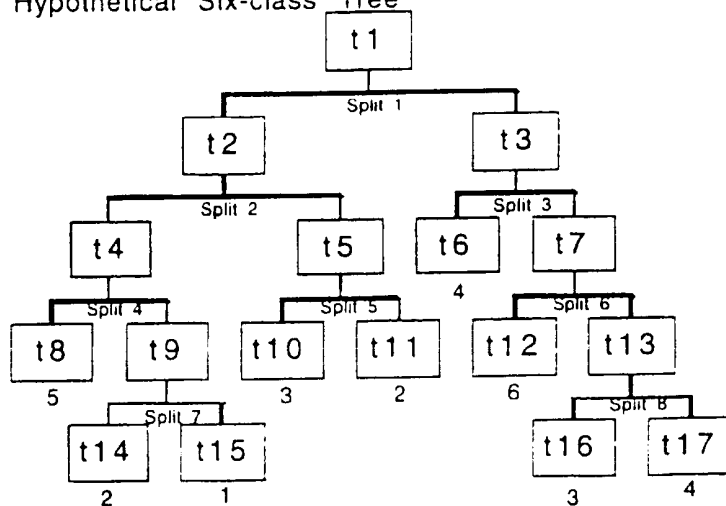 Hypothetical Six-class Tree
t1
Split 1
t2
t3
Split 2
Split 3
t4
t5
t6
t7
4
Split 4
Split 5
Split 6
t8
t9
t10
t11
t12
t13
5
3
2
6
Split 7
Split 8
t14
t15
t16
t17
2
1
3
4